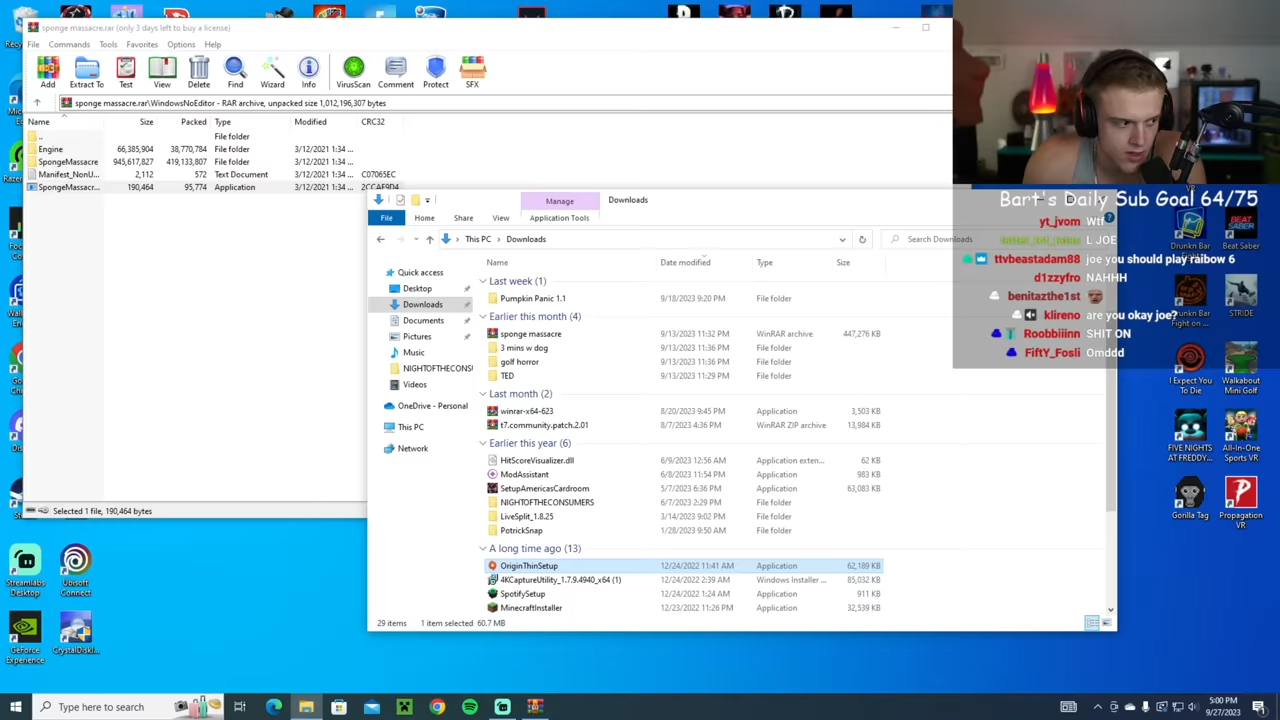 sponge massacre.rar (only 3 days left to buy a license)
File Commands Tools Favorites Options Help
Add Extract To Test View Delete Find Wizard Info VirusScan Comment Protect SFX
sponge massacre.rar\WindowsNoEditor - RAR archive, unpacked size 1,012,196,307 bytes
Name Size Packed Type Modified CRC32
.. File folder
Engine 66,385,904 38,770,784 File folder 3/12/2021 1:34 ...
SpongeMassacre 945,617,827 419,133,807 File folder 3/12/2021 1:34 ...
Manifest_NonU... 2,112 572 Text Document 3/12/2021 1:34 ... C07065EC
SpongeMassacr... 190,464 95,774 Application 3/12/2021 1:34 ... 2CCAF9D4
Selected 1 file, 190,464 bytes
Manage Downloads
File Home Share View Application Tools
This PC > Downloads
Search Downloads
Name Date modified Type Size
Quick access
Desktop
Downloads
Documents
Pictures
Music
NIGHTOFTHECONSU
Videos
OneDrive - Personal
This PC
Network
Last week (1)
Pumpkin Panic 1.1 9/18/2023 9:20 PM File folder
Earlier this month (4)
sponge massacre 9/13/2023 11:32 PM WinRAR archive 447,276 KB
3 mins w dog 9/13/2023 11:36 PM File folder
golf horror 9/13/2023 11:36 PM File folder
TED 9/13/2023 11:29 PM File folder
Last month (2)
winrar-x64-623 8/20/2023 9:45 PM Application 3,503 KB
t7.community.patch.2.01 8/7/2023 4:36 PM WinRAR ZIP archive 13,984 KB
Earlier this year (6)
HitScoreVisualizer.dll 6/9/2023 12:56 AM Application exten... 62 KB
ModAssistant 6/8/2023 11:54 PM Application 983 KB
SetupAmericasCardroom 5/7/2023 6:36 PM Application 63,083 KB
NIGHTOFTHECONSUMERS 6/7/2023 2:29 PM File folder
LiveSplit_1.8.25 3/14/2023 9:02 PM File folder
PotrickSnap 1/28/2023 9:50 AM File folder
A long time ago (13)
OriginThinSetup 12/24/2022 11:41 AM Application 62,189 KB
4KCaptureUtility_1.7.9.4940_x64 (1) 12/24/2022 2:39 AM Windows Installer ... 85,032 KB
SpotifySetup 12/24/2022 1:24 AM Application 911 KB
MinecraftInstaller 12/23/2022 11:26 PM Application 32,539 KB
29 items 1 item selected 60.7 MB
Bart's Daily Sub Goal 64/75
yt_jvom Wtf
L JOE
ttvbeastadam88 joe you should play raibow 6
d1zzyfro NAHHH
benitazthe1st
klireno are you okay joe?
Roobbiiinn SHIT ON
FiftY_Fosli Omddd
VR
Drunkn Bar Fight
Beat Saber
Drunkn Bar Fight on ...
STRIDE
I Expect You To Die
Walkabout Mini Golf
FIVE NIGHTS AT FREDDY...
All-In-One Sports VR
Gorilla Tag
Propagation VR
Streamlabs Desktop
Ubisoft Connect
GeForce Experience
CrystalDiskI...
Type here to search
5:00 PM
9/27/2023